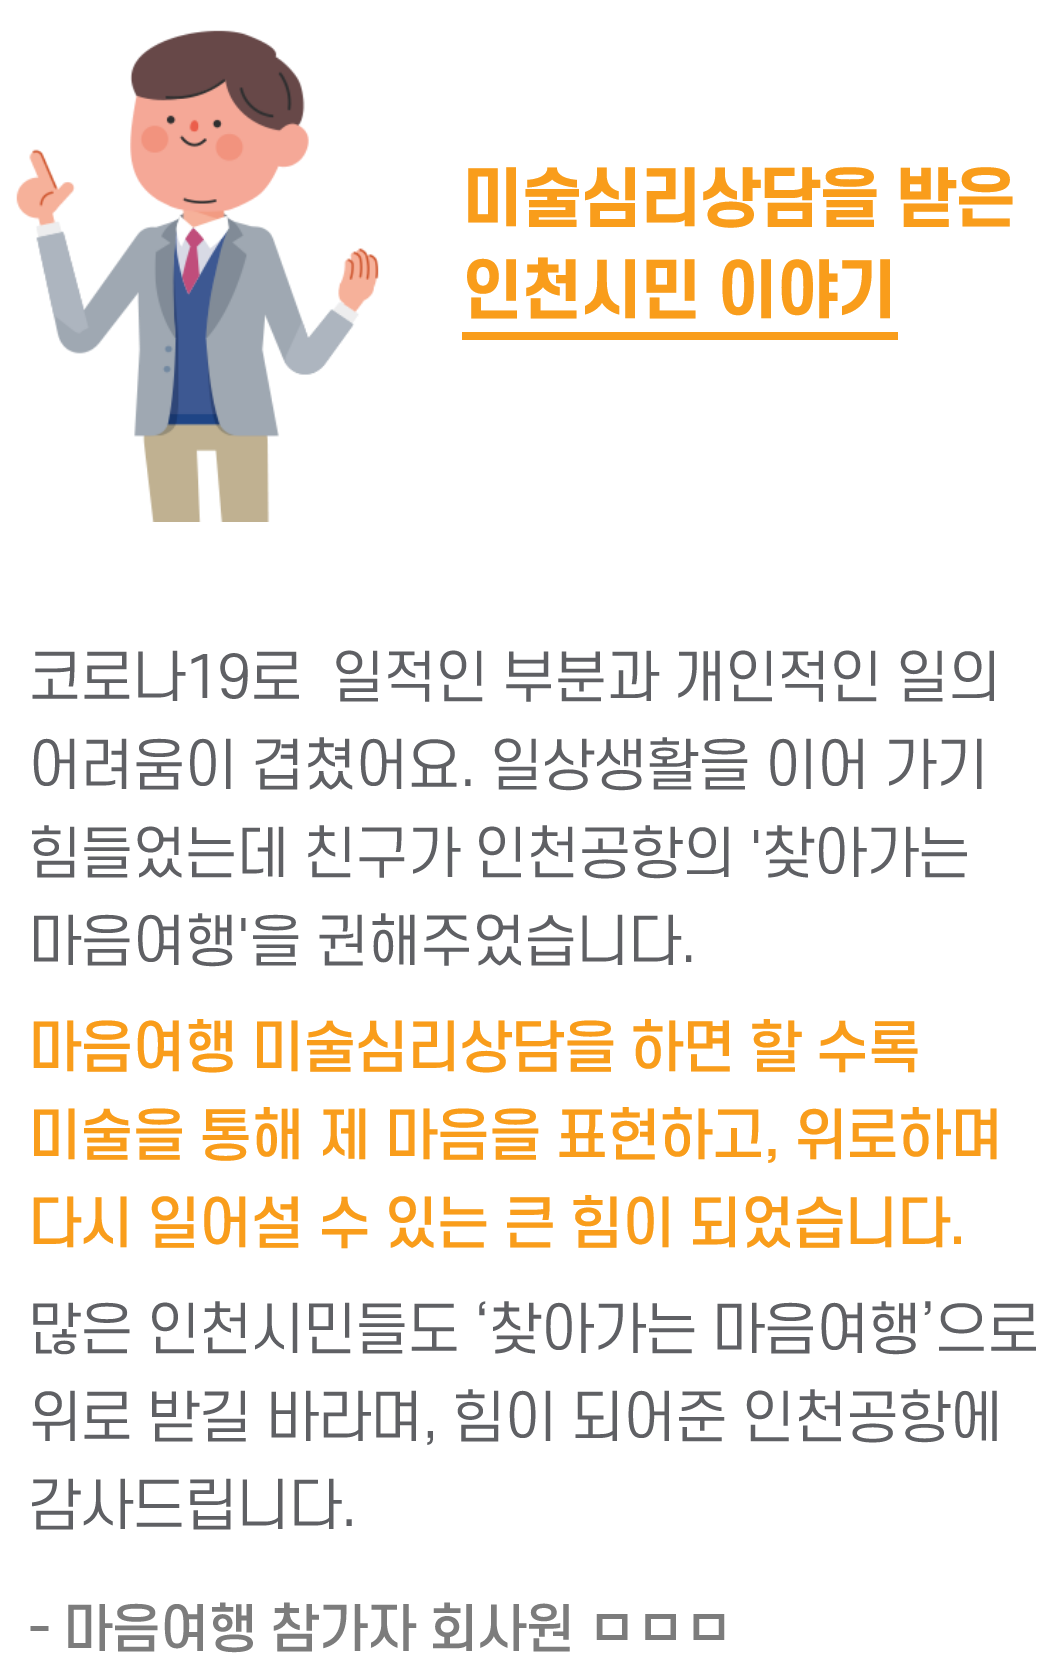 미술심리상담을 받은
인천시민 이야기
코로나19로 일적인 부분과 개인적인 일의
어려움이 겹쳤어요. 일상생활을 이어 가기
힘들었는데 친구가 인천공항의 '찾아가는
마음여행'을 권해주었습니다.
마음여행 미술심리상담을 하면 할 수록
미술을 통해 제 마음을 표현하고, 위로하며
다시 일어설 수 있는 큰 힘이 되었습니다.
많은 인천시민들도 ‘찾아가는 마음여행’으로
위로 받길 바라며, 힘이 되어준 인천공항에
감사드립니다.
- 마음여행 참가자 회사원 ㅁㅁㅁ